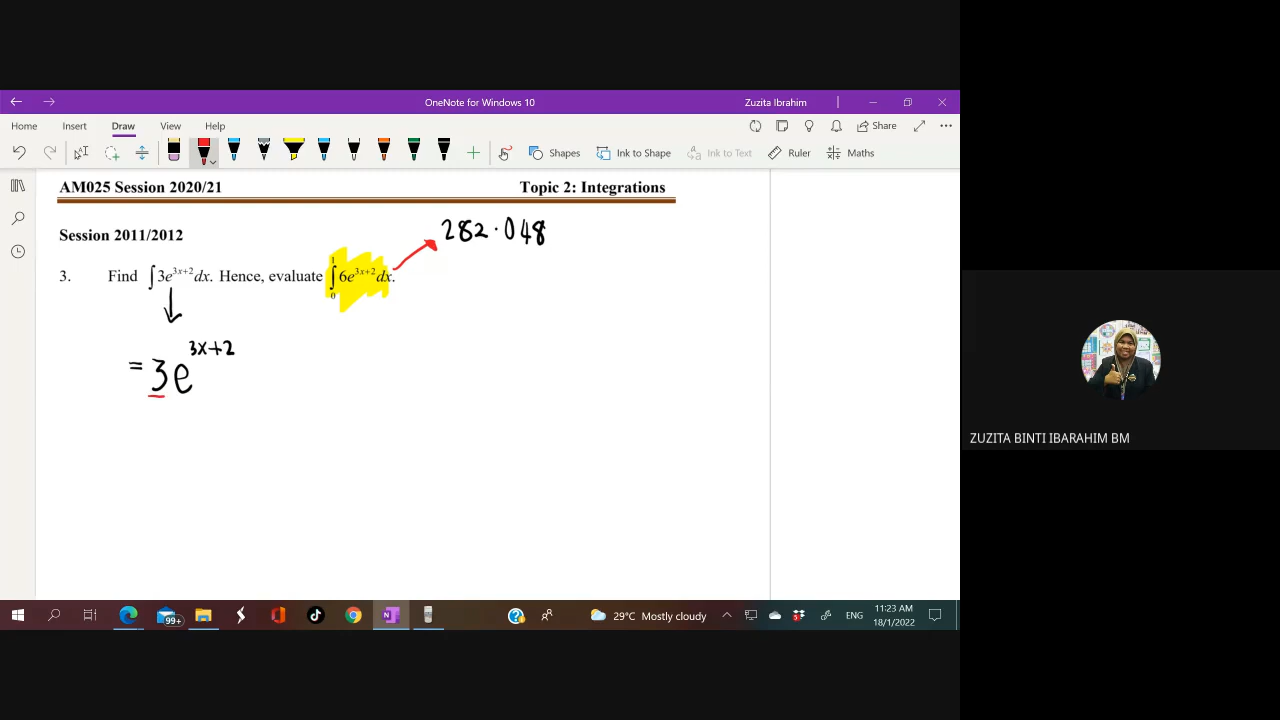 OneNote for Windows 10
Zuzita Ibrahim
Home Insert Draw View Help
Share
Shapes Ink to Shape Ink to Text Ruler Maths
AM025 Session 2020/21 Topic 2: Integrations
282.048
Session 2011/2012
3. Find ∫3e^{3x+2}dx. Hence, evaluate ∫_0^1 6e^{3x+2}dx.
= 3e^{3x+2}
ZUZITA BINTI IBARAHIM BM
99+
29°C Mostly cloudy
ENG
11:23 AM
18/1/2022